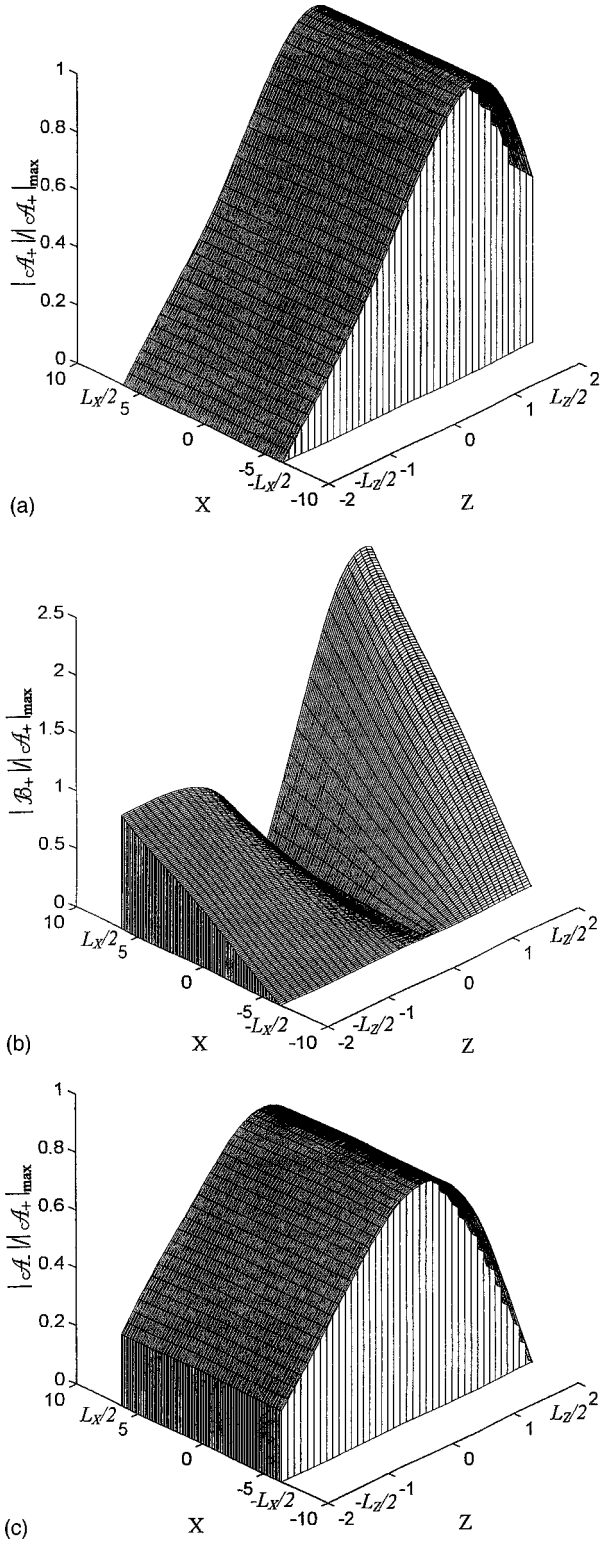 1
0.8
0.6
0.4
0.2
0
|𝒜₊|/|𝒜₊|max
10
Lx/2
5
0
-5
-Lx/2
-10
X
-2
-Lz/2
-1
0
1
Lz/2
2
Z
(a)
2.5
2
1.5
1
0.5
0
|ℬ₊|/|𝒜₊|max
10
Lx/2
5
0
-5
-Lx/2
-10
X
-2
-Lz/2
-1
0
1
Lz/2
2
Z
(b)
1
0.8
0.6
0.4
0.2
0
|𝒜₋|/|𝒜₊|max
10
Lx/2
5
0
-5
-Lx/2
-10
X
-2
-Lz/2
-1
0
1
Lz/2
2
Z
(c)